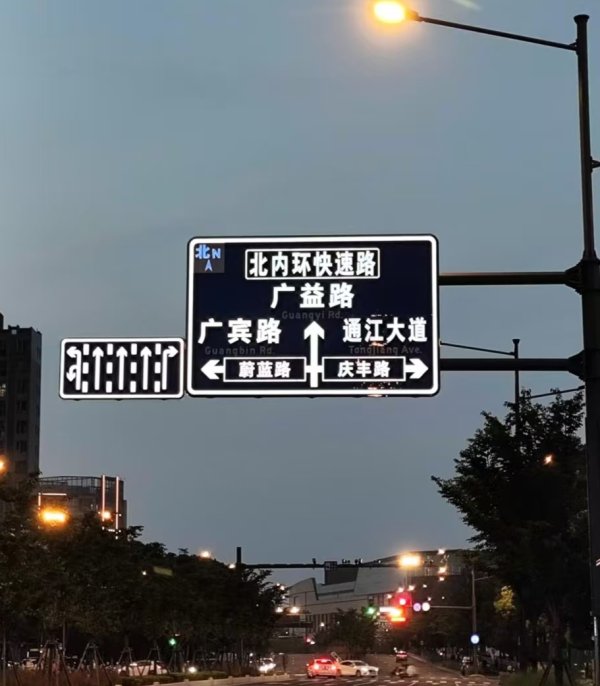 北N
北内环快速路
广益路
Guangyi Rd.
广宾路 通江大道
Guangbin Rd. Tongjiang Ave.
蔚蓝路 庆丰路